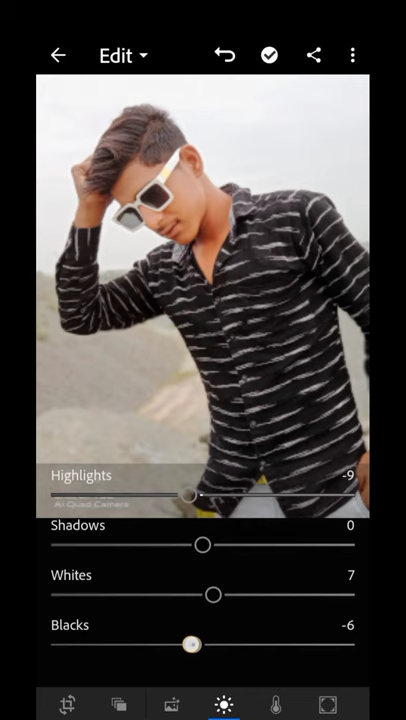 Edit
Highlights -9
AI Quad Camera
Shadows 0
Whites 7
Blacks -6